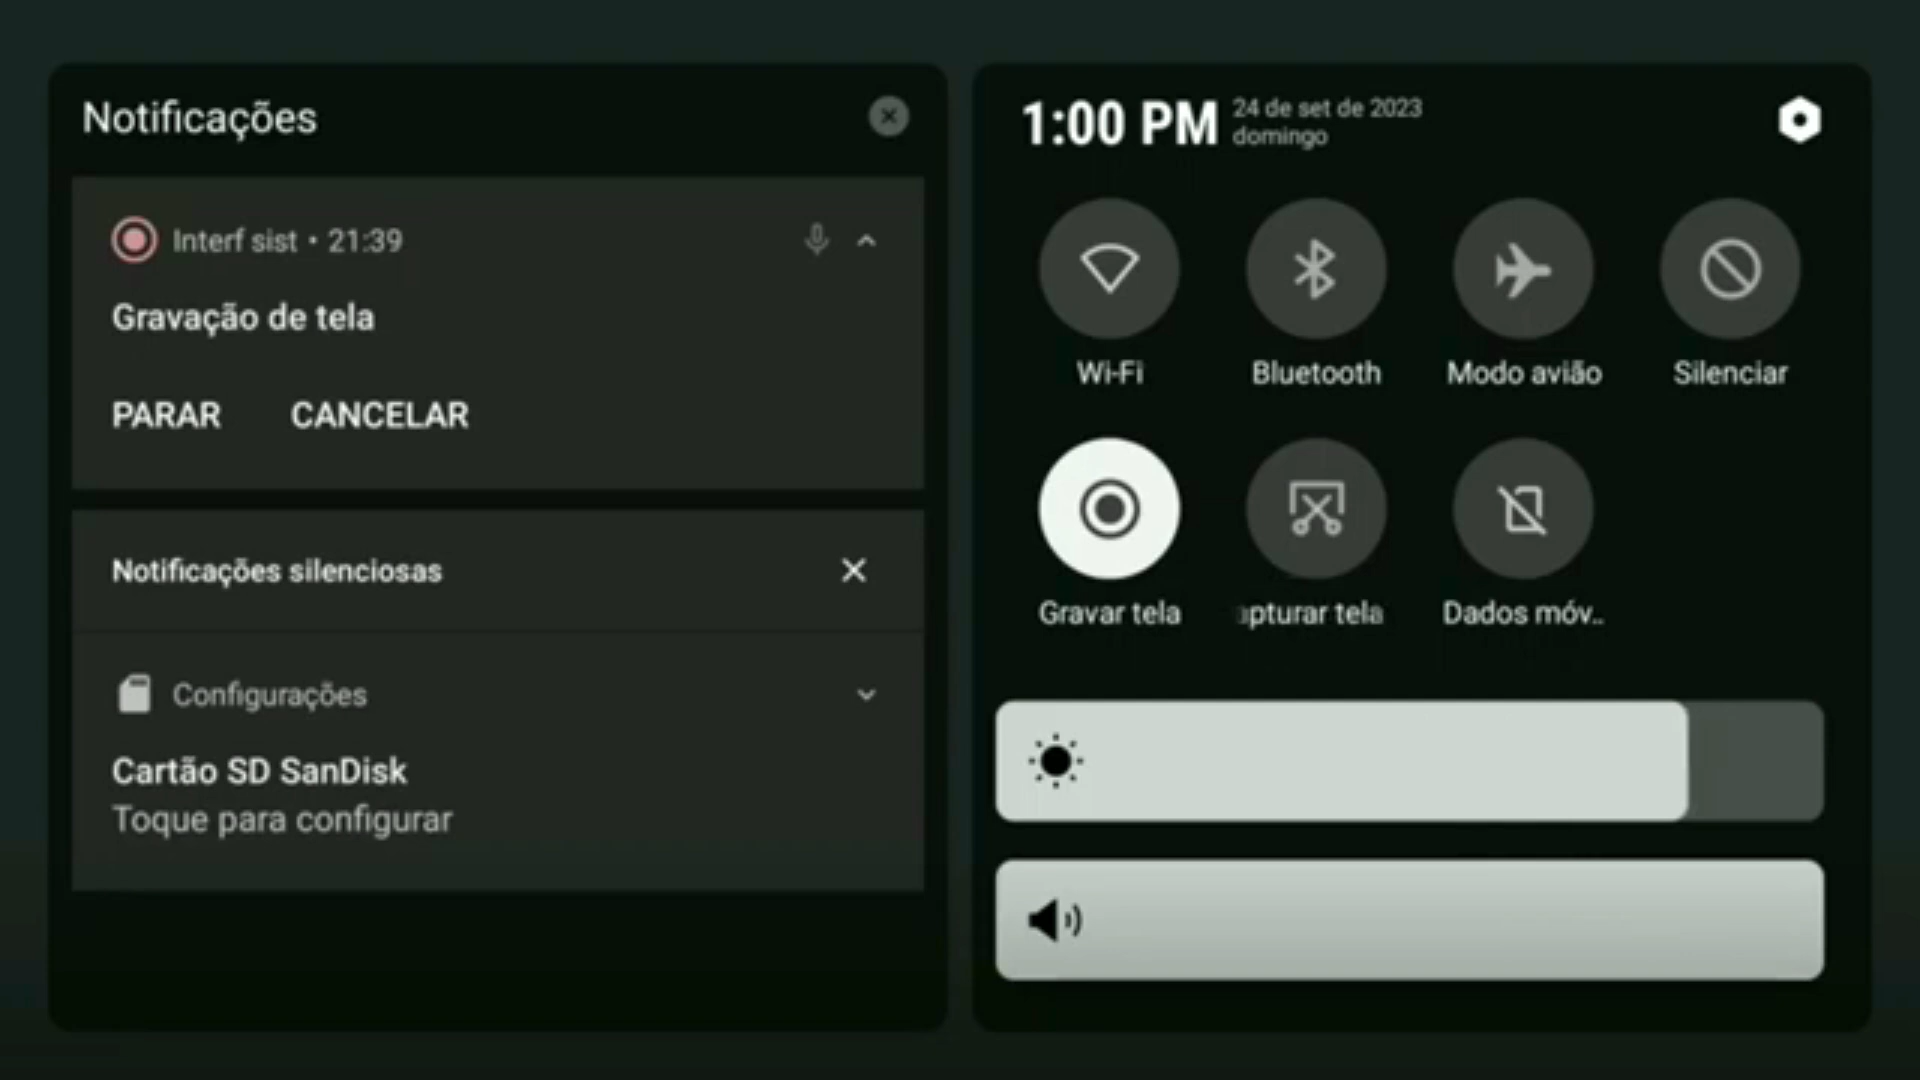 Notificações
Interf sist • 21:39
Gravação de tela
PARAR CANCELAR
Notificações silenciosas
Configurações
Cartão SD SanDisk
Toque para configurar
1:00 PM
24 de set de 2023
domingo
Wi-Fi Bluetooth Modo avião Silenciar
Gravar tela apturar tela Dados móv..